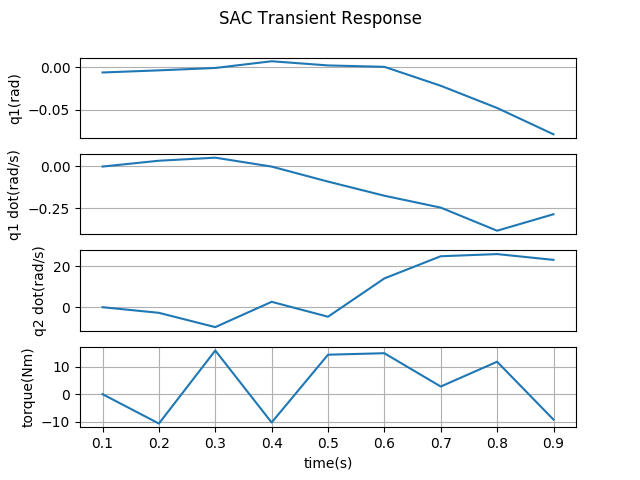 SAC Transient Response
q1(rad)
0.00
−0.05
q1 dot(rad/s)
0.00
−0.25
q2 dot(rad/s)
20
0
torque(Nm)
10
0
−10
0.1 0.2 0.3 0.4 0.5 0.6 0.7 0.8 0.9
time(s)